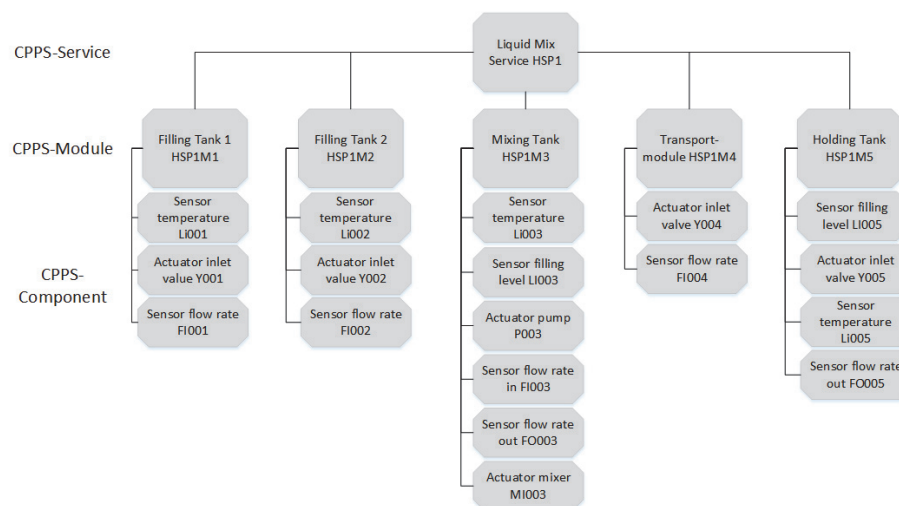 CPPS-Service
Liquid Mix
Service HSP1
CPPS-Module
Filling Tank 1
HSP1M1
Filling Tank 2
HSP1M2
Mixing Tank
HSP1M3
Transport-
module HSP1M4
Holding Tank
HSP1M5
CPPS-
Component
Sensor
temperature
Li001
Actuator inlet
value Y001
Sensor flow rate
FI001
Sensor
temperature
Li002
Actuator inlet
value Y002
Sensor flow rate
FI002
Sensor
temperature
Li003
Sensor filling
level LI003
Actuator pump
P003
Sensor flow rate
in FI003
Sensor flow rate
out FO003
Actuator mixer
MI003
Actuator inlet
valve Y004
Sensor flow rate
FI004
Sensor filling
level LI005
Actuator inlet
valve Y005
Sensor
temperature
Li005
Sensor flow rate
out FO005